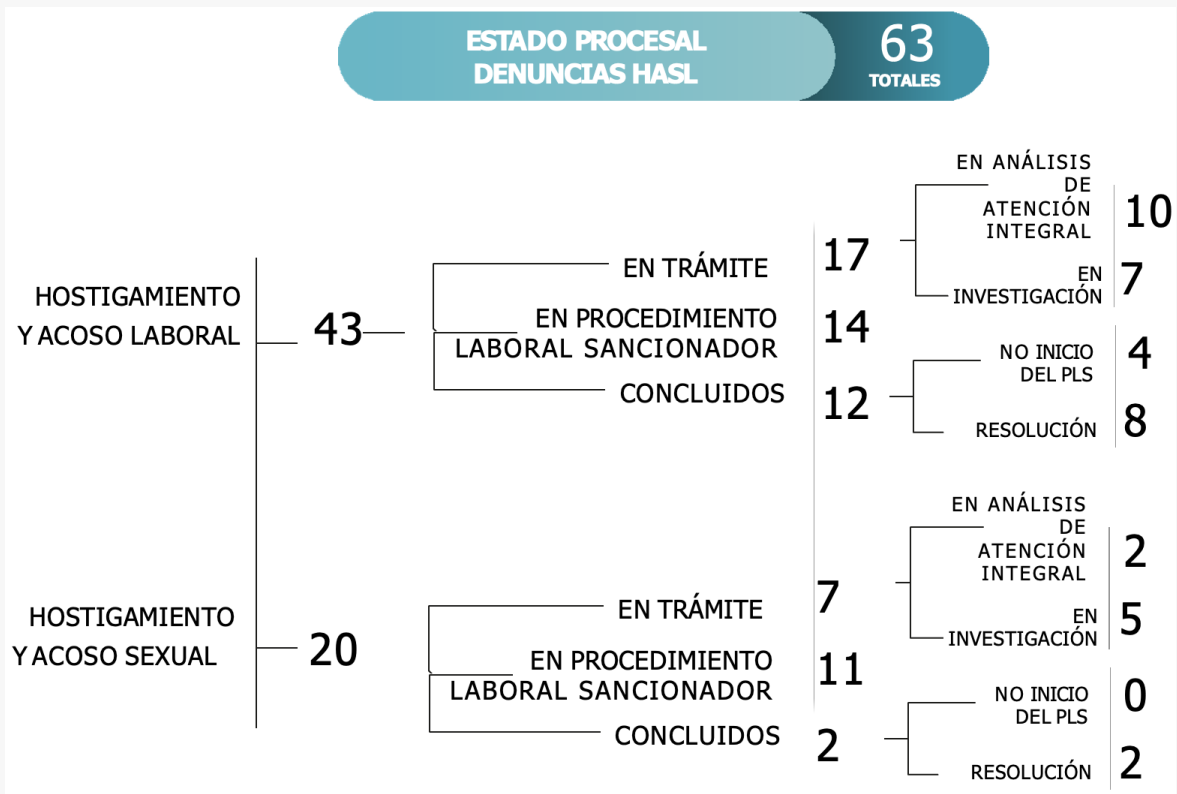 ESTADO PROCESAL
DENUNCIAS HASL
63
TOTALES
HOSTIGAMIENTO
Y ACOSO LABORAL
43
EN TRÁMITE
17
EN ANÁLISIS
DE
ATENCIÓN
INTEGRAL
10
EN
INVESTIGACIÓN
7
EN PROCEDIMIENTO
LABORAL SANCIONADOR
14
CONCLUIDOS
12
NO INICIO
DEL PLS
4
RESOLUCIÓN
8
HOSTIGAMIENTO
Y ACOSO SEXUAL
20
EN TRÁMITE
7
EN ANÁLISIS
DE
ATENCIÓN
INTEGRAL
2
EN
INVESTIGACIÓN
5
EN PROCEDIMIENTO
LABORAL SANCIONADOR
11
CONCLUIDOS
2
NO INICIO
DEL PLS
0
RESOLUCIÓN
2